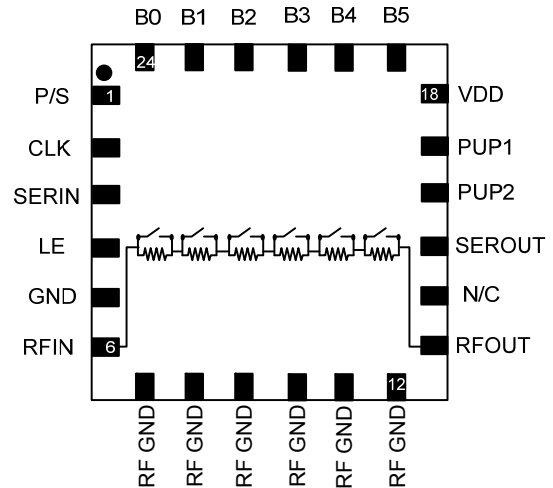 B0 B1 B2 B3 B4 B5
24
P/S 1 18 VDD
CLK PUP1
SERIN PUP2
LE SEROUT
GND N/C
RFIN 6 RFOUT
12
RF GND RF GND RF GND RF GND RF GND RF GND